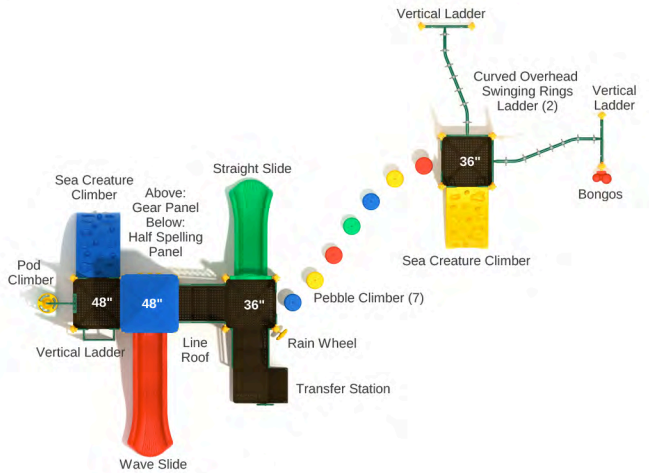 Vertical Ladder
Curved Overhead
Swinging Rings
Ladder (2)
Vertical
Ladder
36"
Bongos
Sea Creature Climber
Straight Slide
Sea Creature
Climber
Above:
Gear Panel
Below:
Half Spelling
Panel
Pod
Climber
48"
48"
36"
Pebble Climber (7)
Vertical Ladder
Line
Roof
Rain Wheel
Transfer Station
Wave Slide